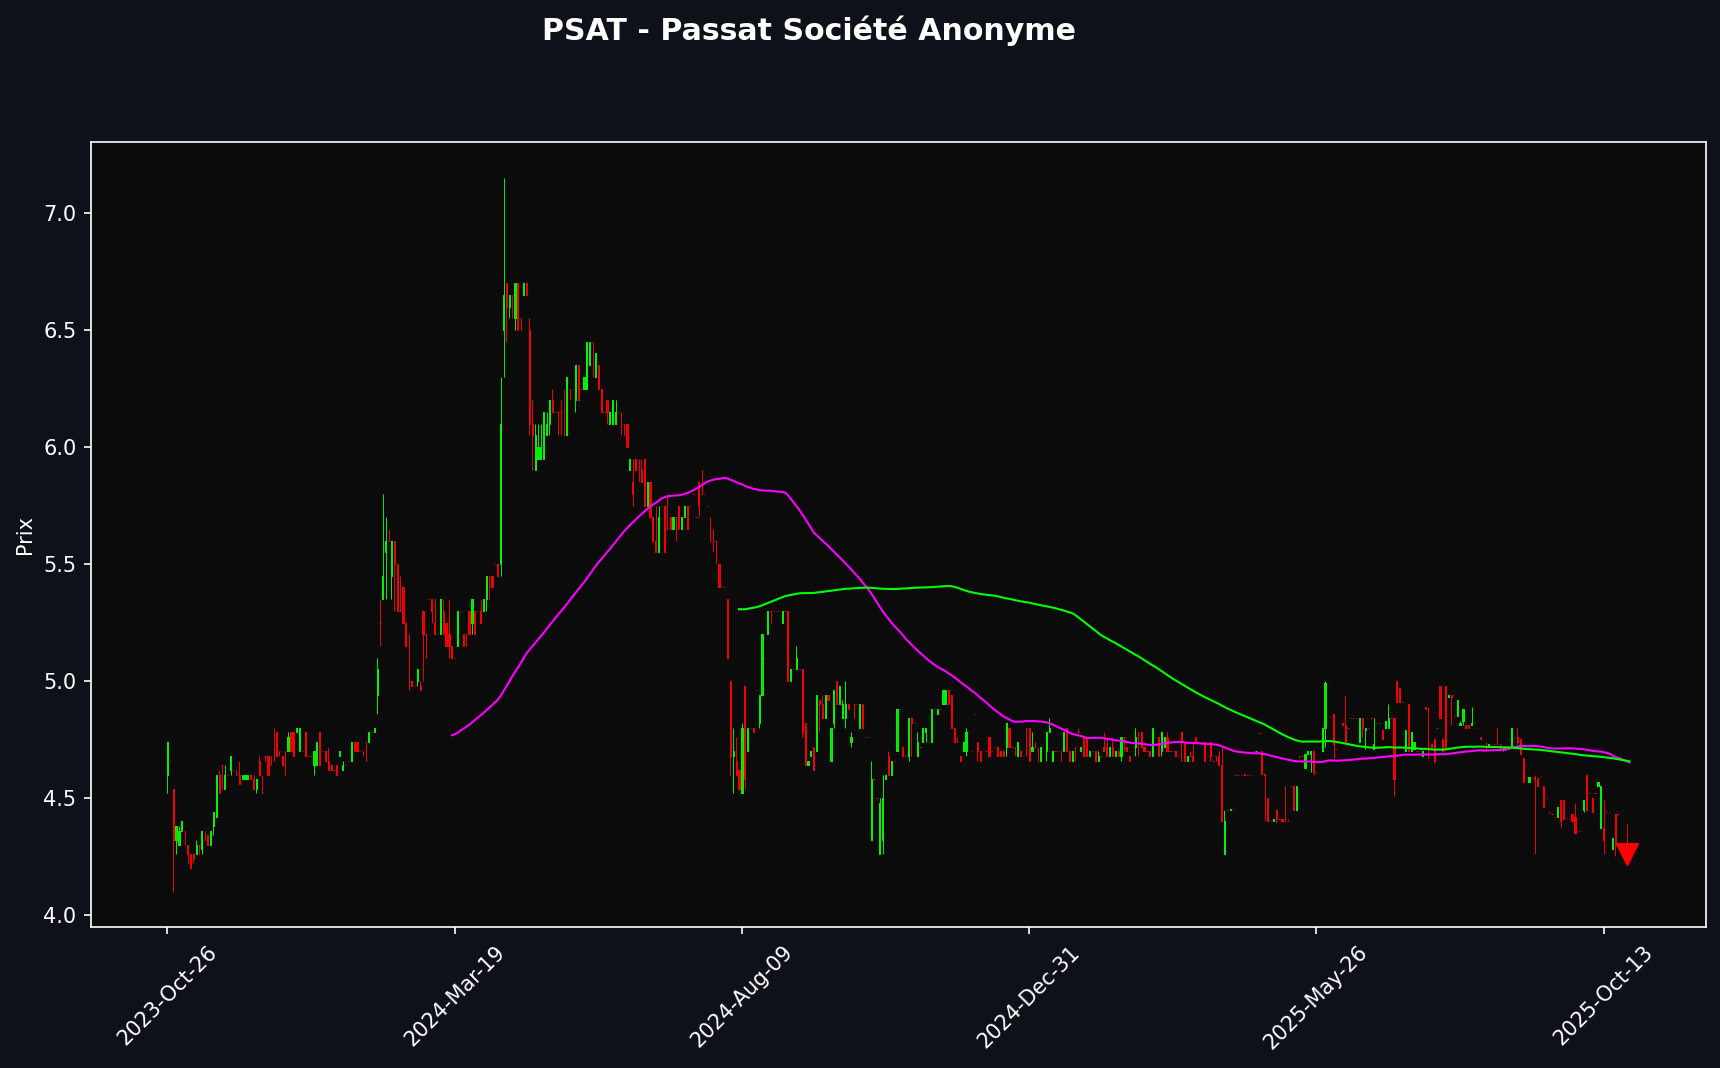 PSAT - Passat Société Anonyme
Prix
7.0
6.5
6.0
5.5
5.0
4.5
4.0
2023-Oct-26
2024-Mar-19
2024-Aug-09
2024-Dec-31
2025-May-26
2025-Oct-13